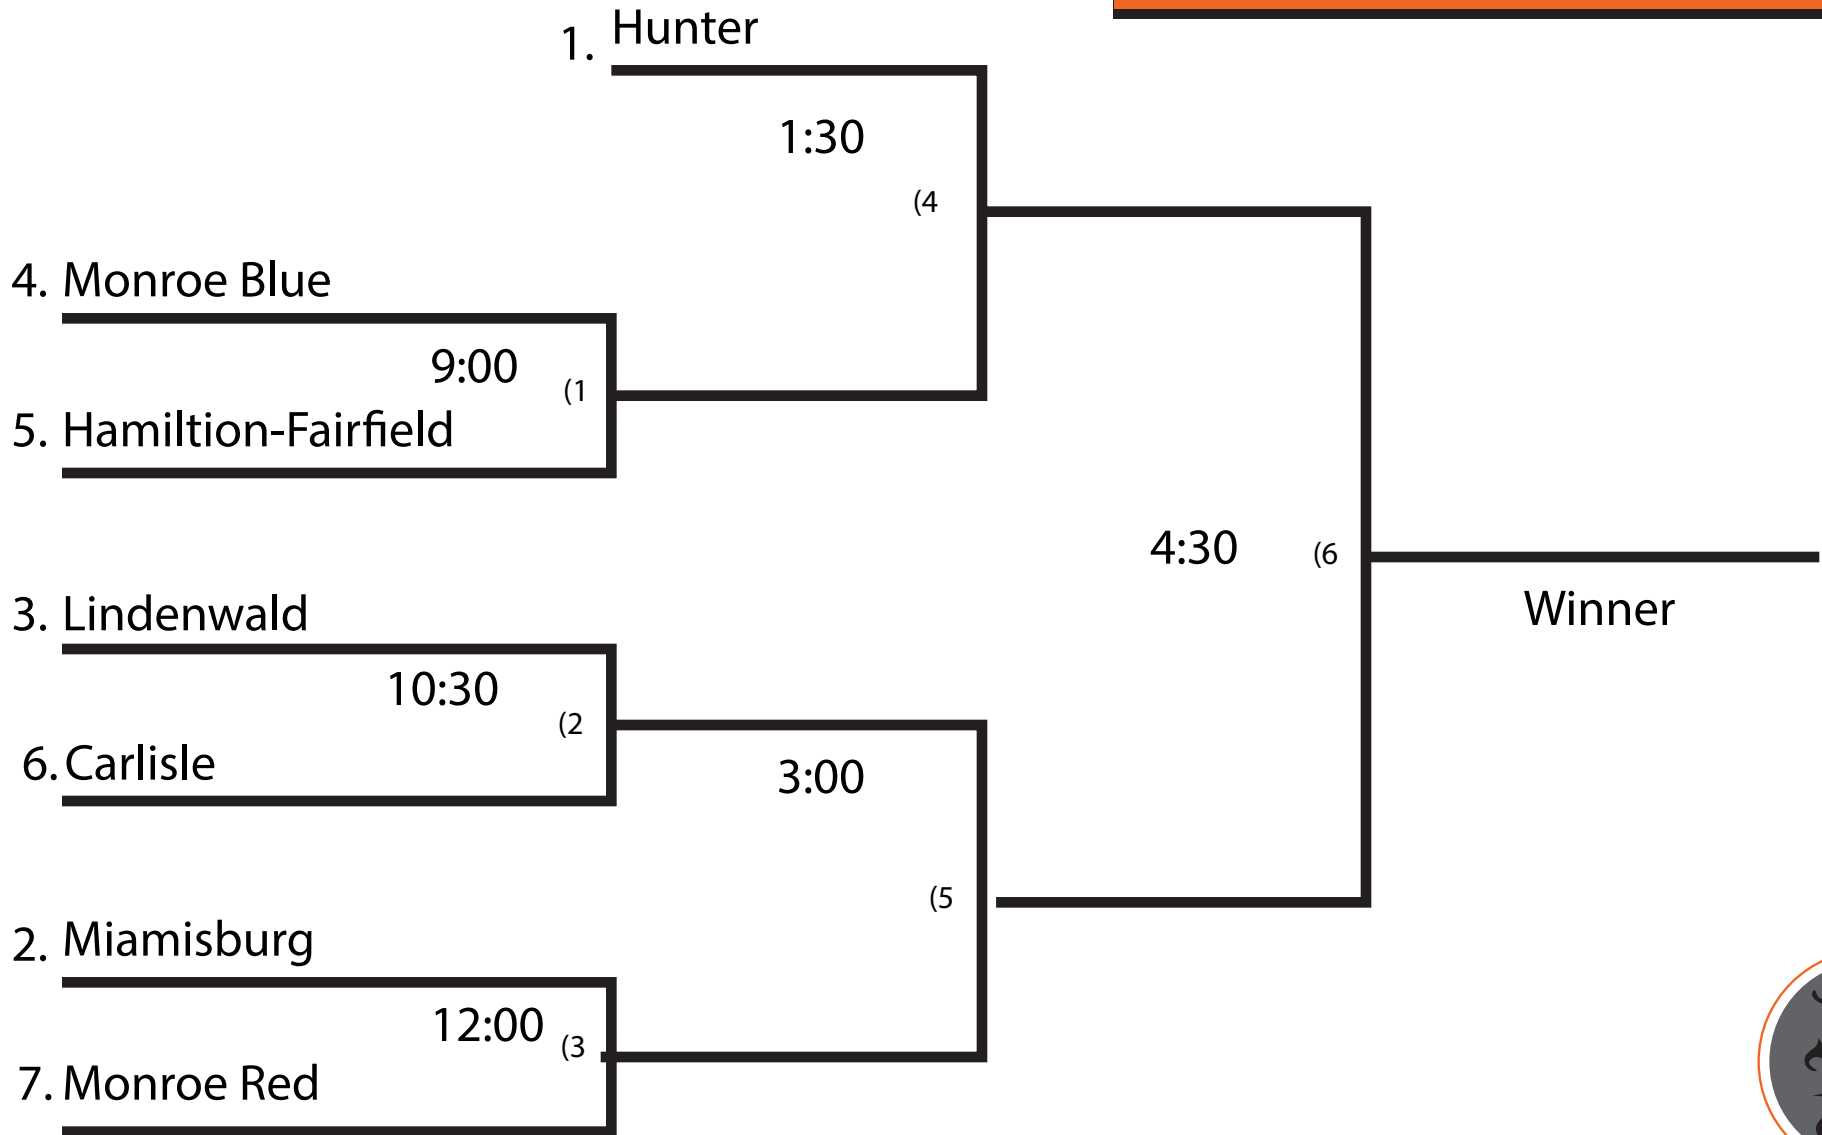 1. Hunter
1:30
(4
4. Monroe Blue
9:00
(1
5. Hamiltion-Fairfield
4:30
(6
3. Lindenwald
Winner
10:30
(2
6. Carlisle
3:00
(5
2. Miamisburg
12:00
(3
7. Monroe Red